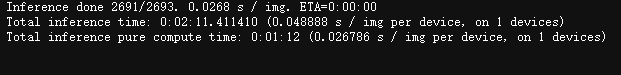 Inference done 2691/2693. 0.0268 s / img. ETA=0:00:00
Total inference time: 0:02:11.411410 (0.048888 s / img per device, on 1 devices)
Total inference pure compute time: 0:01:12 (0.026786 s / img per device, on 1 devices)